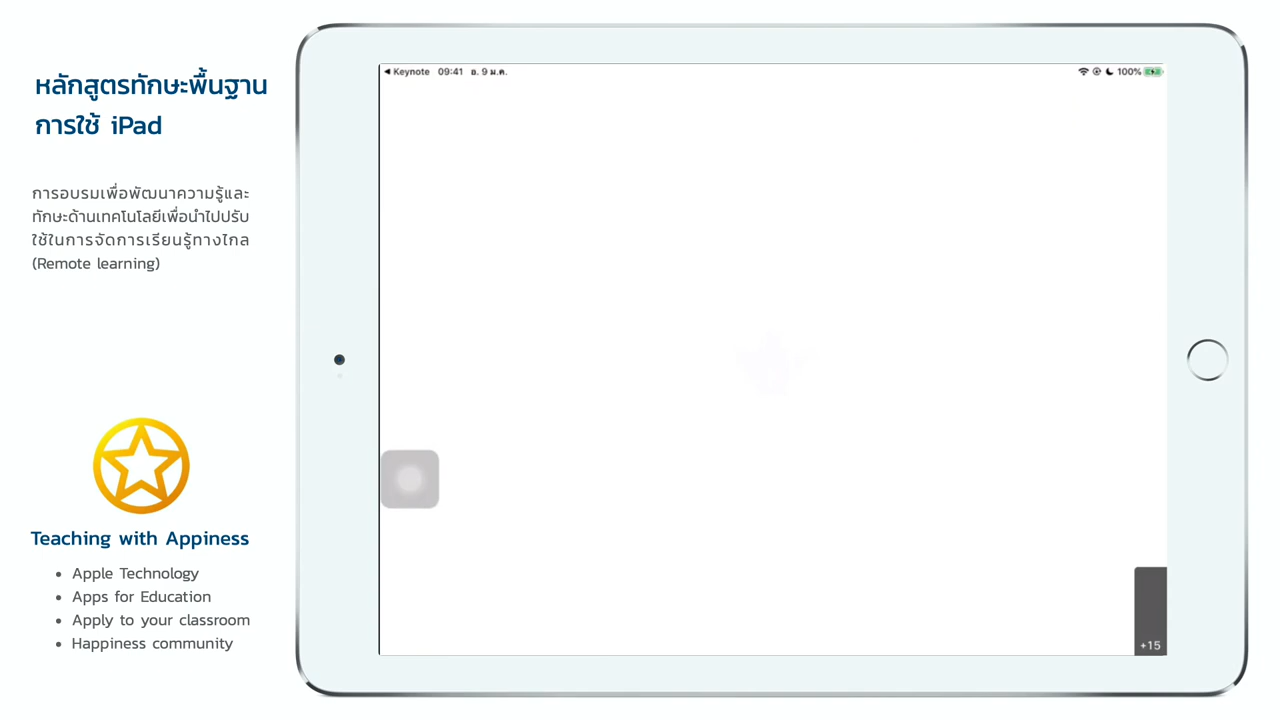 หลักสูตรทักษะพื้นฐาน
การใช้ iPad
การอบรมเพื่อพัฒนาความรู้และ
ทักษะด้านเทคโนโลยีเพื่อนำไปปรับ
ใช้ในการจัดการเรียนรู้ทางไกล
(Remote learning)
Teaching with Appiness
• Apple Technology
• Apps for Education
• Apply to your classroom
• Happiness community
◀ Keynote 09:41 อ. 9 ม.ค. 100%
+15